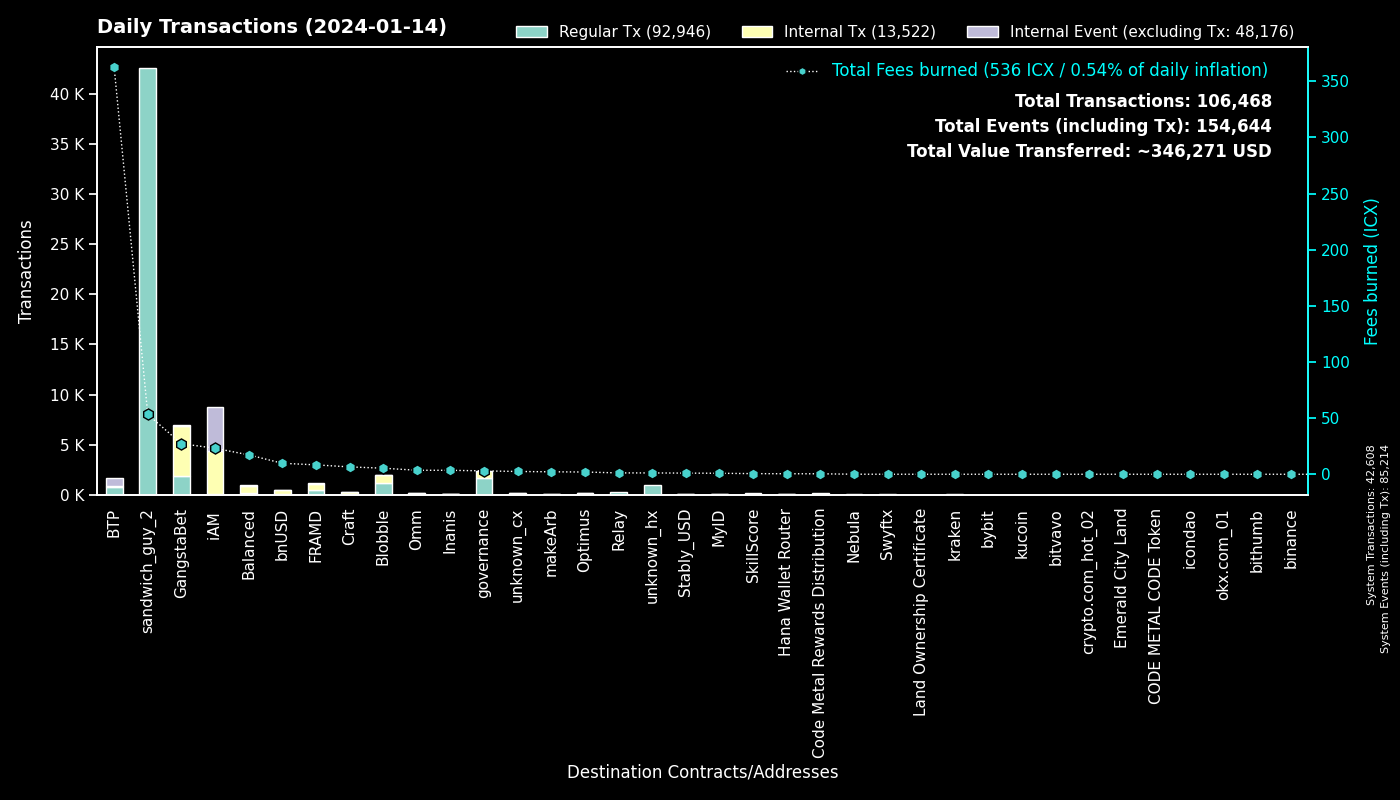 Daily Transactions (2024-01-14)
Regular Tx (92,946)
Internal Tx (13,522)
Internal Event (excluding Tx: 48,176)
Total Fees burned (536 ICX / 0.54% of daily inflation)
Total Transactions: 106,468
Total Events (including Tx): 154,644
Total Value Transferred: ~346,271 USD
Transactions
40 K
35 K
30 K
25 K
20 K
15 K
10 K
5 K
0 K
350
300
250
200
150
100
50
0
Fees burned (ICX)
BTP
sandwich_guy_2
GangstaBet
iAM
Balanced
bnUSD
FRAMD
Craft
Blobble
Omm
Inanis
governance
unknown_cx
makeArb
Optimus
Relay
unknown_hx
Stably_USD
MyID
SkillScore
Hana Wallet Router
Code Metal Rewards Distribution
Nebula
Swyftx
Land Ownership Certificate
kraken
bybit
kucoin
bitvavo
crypto.com_hot_02
Emerald City Land
CODE METAL CODE Token
icondao
okx.com_01
bithumb
binance
Destination Contracts/Addresses
System Transactions: 42,608
System Events (including Tx): 85,214